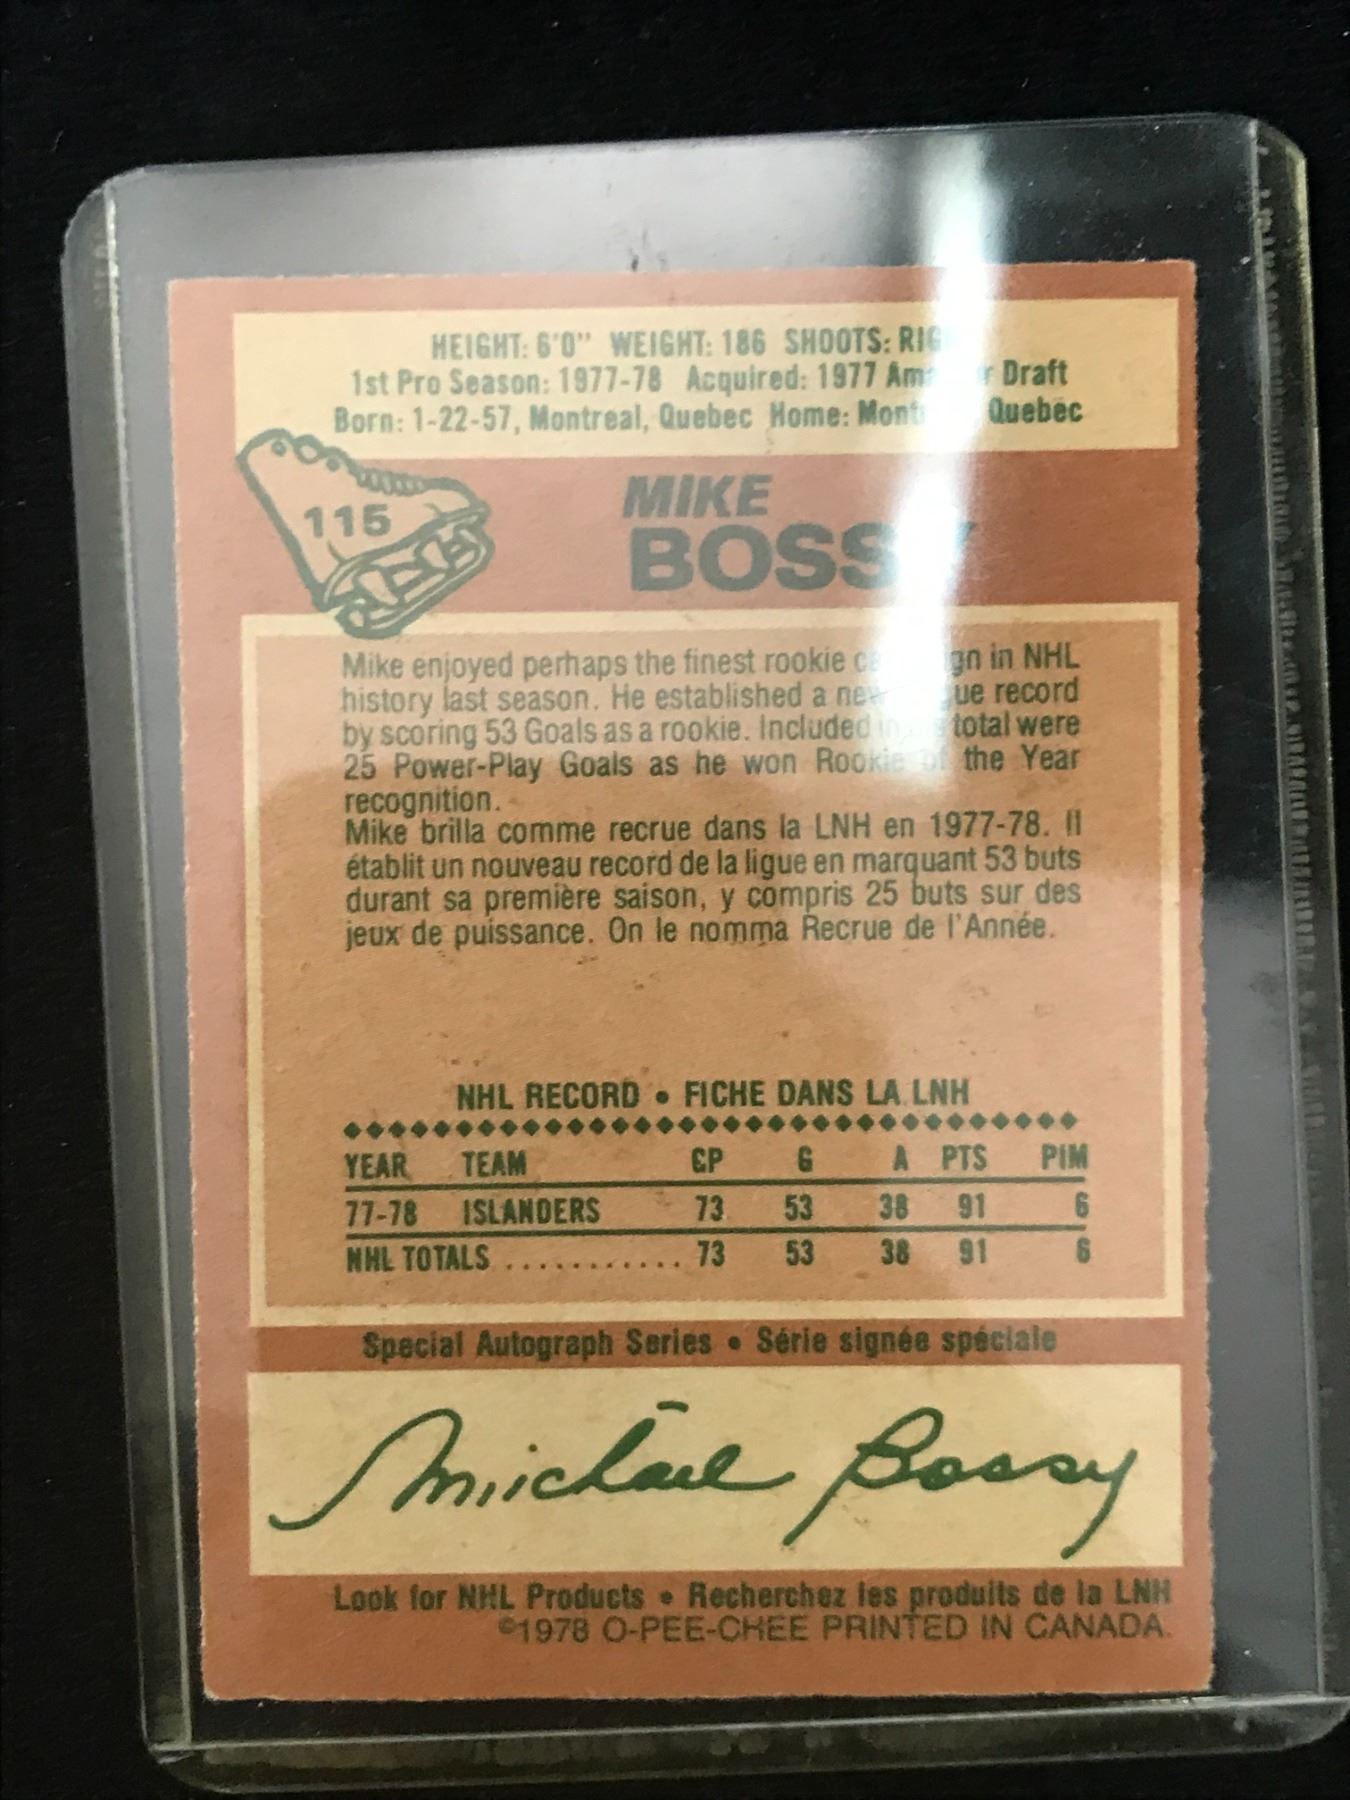 HEIGHT: 6'0" WEIGHT: 186 SHOOTS:
1st Pro Season: 1977-78 Acquired: 1977 Draft
Born: 1-22-57, Montreal, Quebec Home: Quebec
115
MIKE
BOSSY
Mike enjoyed perhaps the finest rookie in NHL
history last season. He established a new record
by scoring 53 Goals as a rookie. Included in total were
25 Power-Play Goals as he won Rookie of the Year
recognition.
Mike brilla comme recrue dans la LNH en 1977-78. Il
établit un nouveau record de la ligue en marquant 53 buts
durant sa première saison, y compris 25 buts sur des
jeux de puissance. On le nomma Recrue de l'Année.
NHL RECORD • FICHE DANS LA LNH
YEAR TEAM GP G A PTS PIM
77-78 ISLANDERS 73 53 38 91 6
NHL TOTALS ............ 73 53 38 91 6
Special Autograph Series • Série signée spéciale
Michael Bossy
Look for NHL Products • Recherchez les produits de la LNH
©1978 O-PEE-CHEE PRINTED IN CANADA.